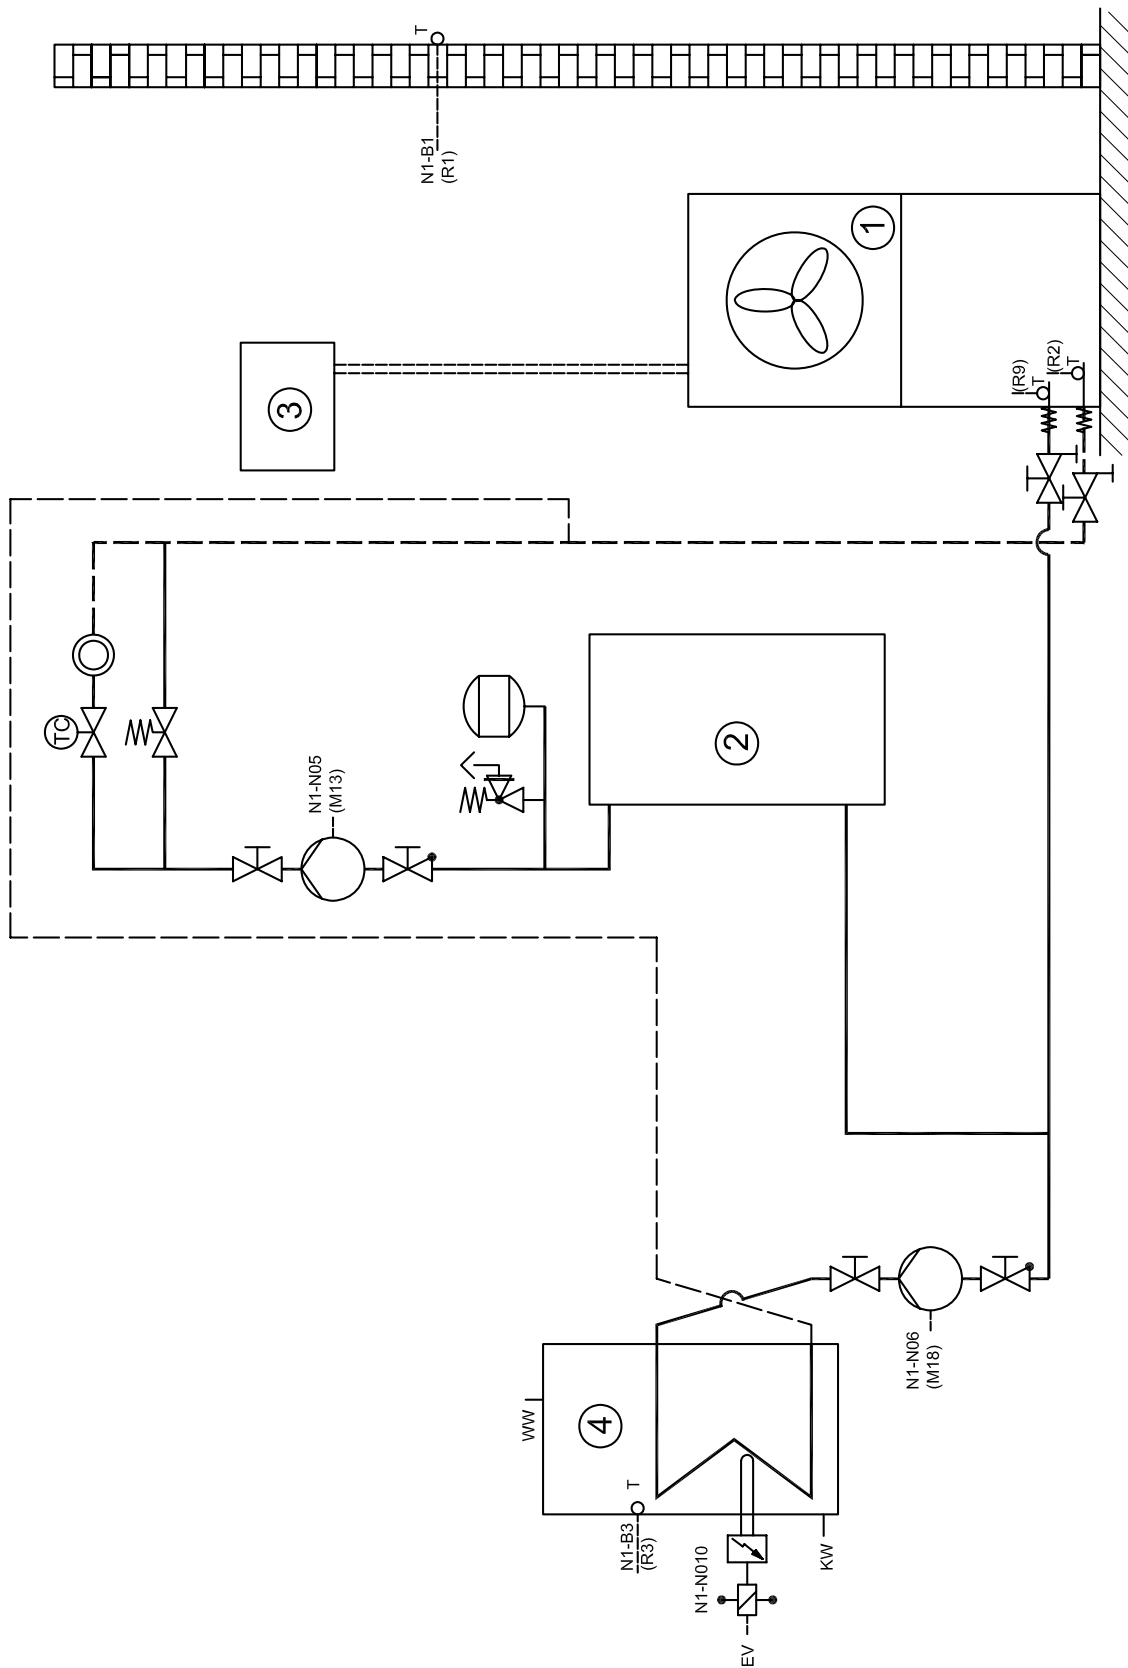 EV
N1-N010
KW
N1-B3
(R3)
T
WW
4
N1-N06
(M18)
TC
N1-N05
(M13)
2
3
1
(R9)
T
(R2)
T
N1-B1
(R1)
T